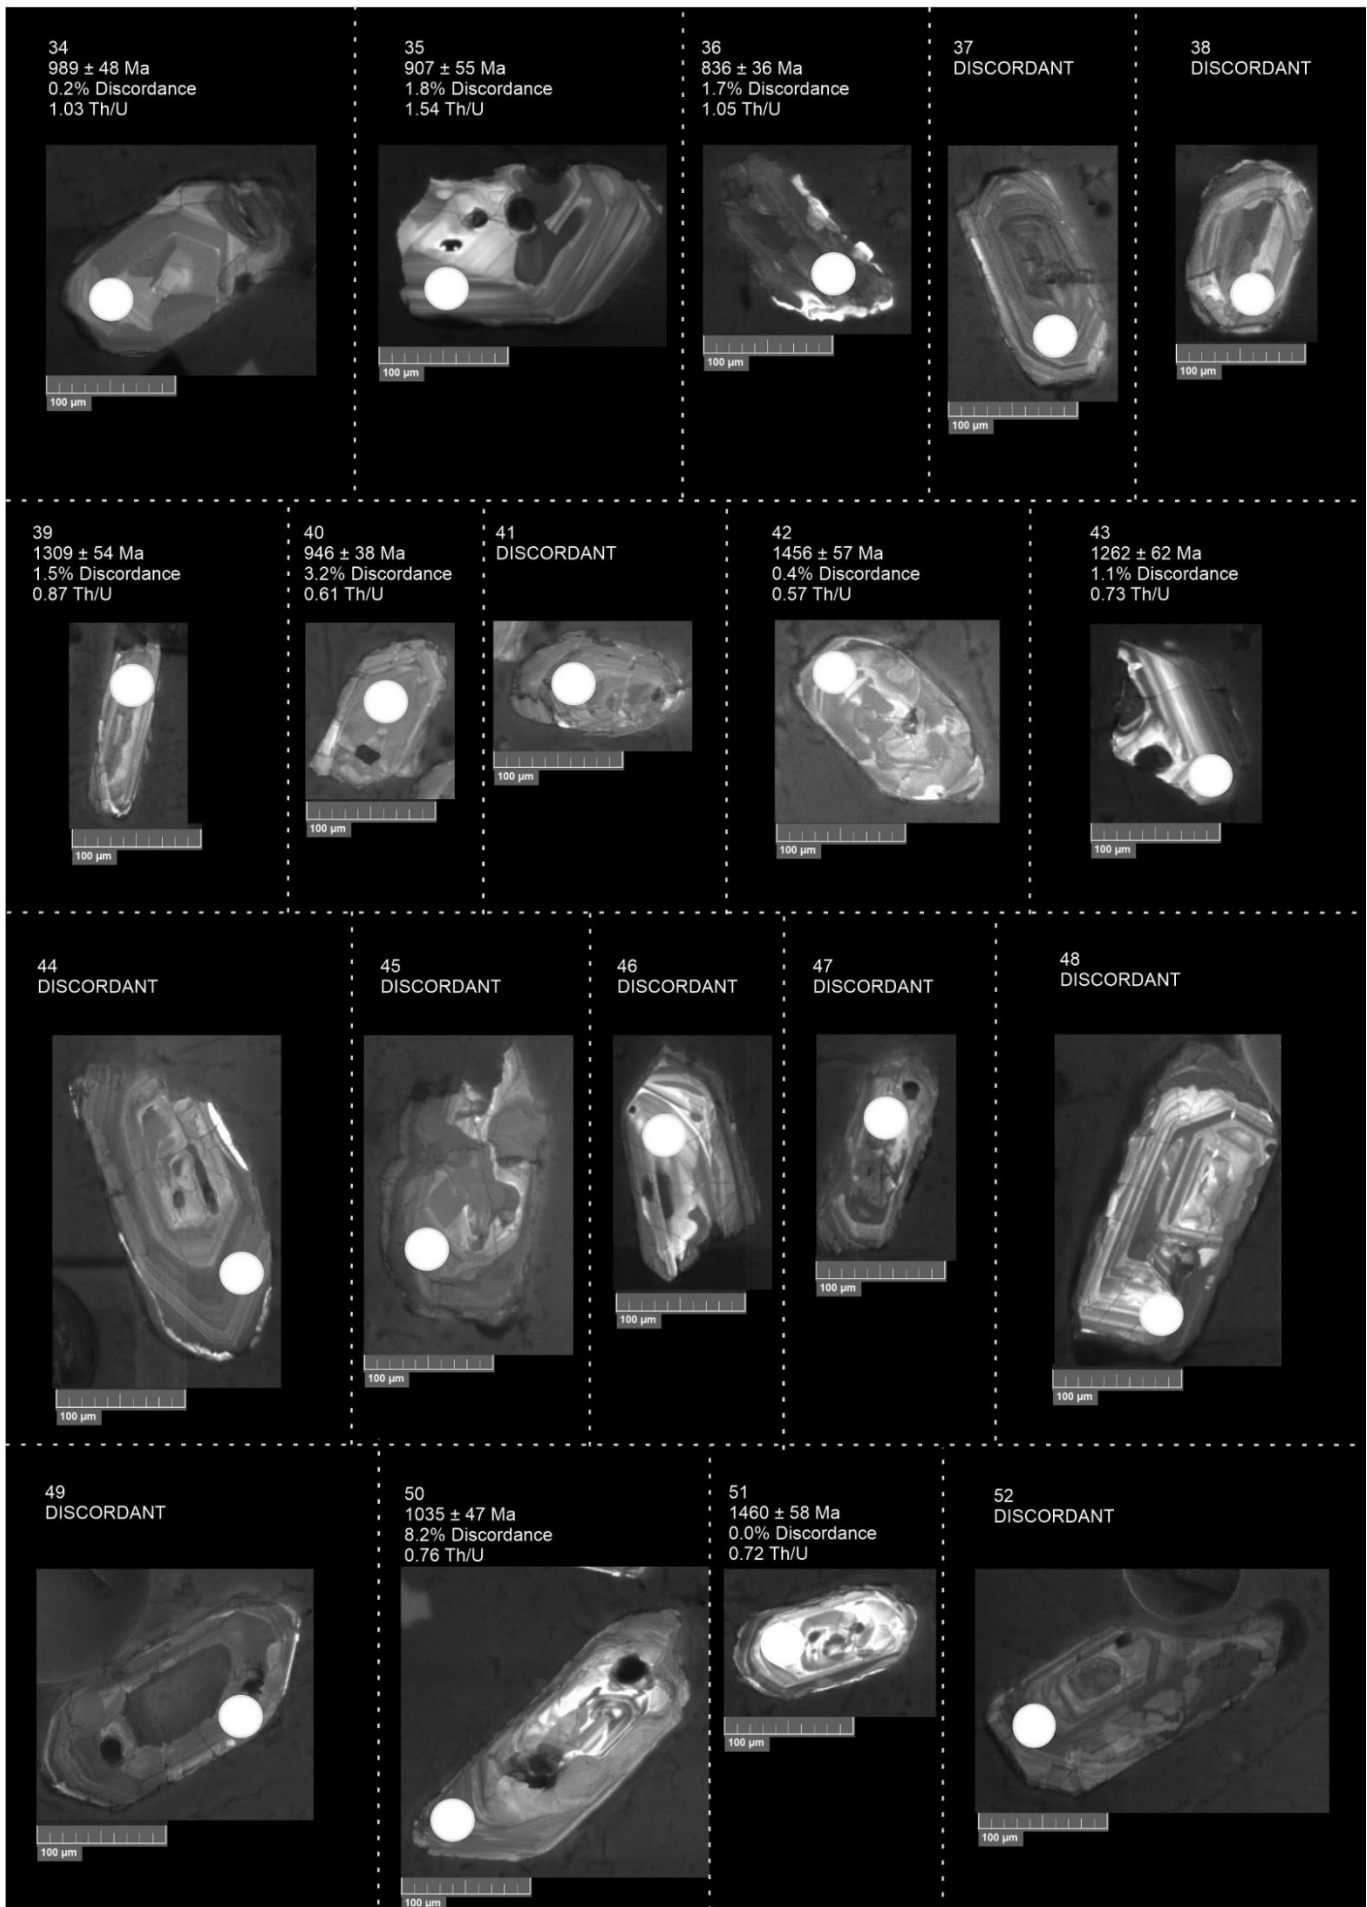 34
989 ± 48 Ma
0.2% Discordance
1.03 Th/U
100 µm
35
907 ± 55 Ma
1.8% Discordance
1.54 Th/U
100 µm
36
836 ± 36 Ma
1.7% Discordance
1.05 Th/U
100 µm
37
DISCORDANT
100 µm
38
DISCORDANT
100 µm
39
1309 ± 54 Ma
1.5% Discordance
0.87 Th/U
100 µm
40
946 ± 38 Ma
3.2% Discordance
0.61 Th/U
100 µm
41
DISCORDANT
100 µm
42
1456 ± 57 Ma
0.4% Discordance
0.57 Th/U
100 µm
43
1262 ± 62 Ma
1.1% Discordance
0.73 Th/U
100 µm
44
DISCORDANT
100 µm
45
DISCORDANT
100 µm
46
DISCORDANT
100 µm
47
DISCORDANT
100 µm
48
DISCORDANT
100 µm
49
DISCORDANT
100 µm
50
1035 ± 47 Ma
8.2% Discordance
0.76 Th/U
100 µm
51
1460 ± 58 Ma
0.0% Discordance
0.72 Th/U
100 µm
52
DISCORDANT
100 µm